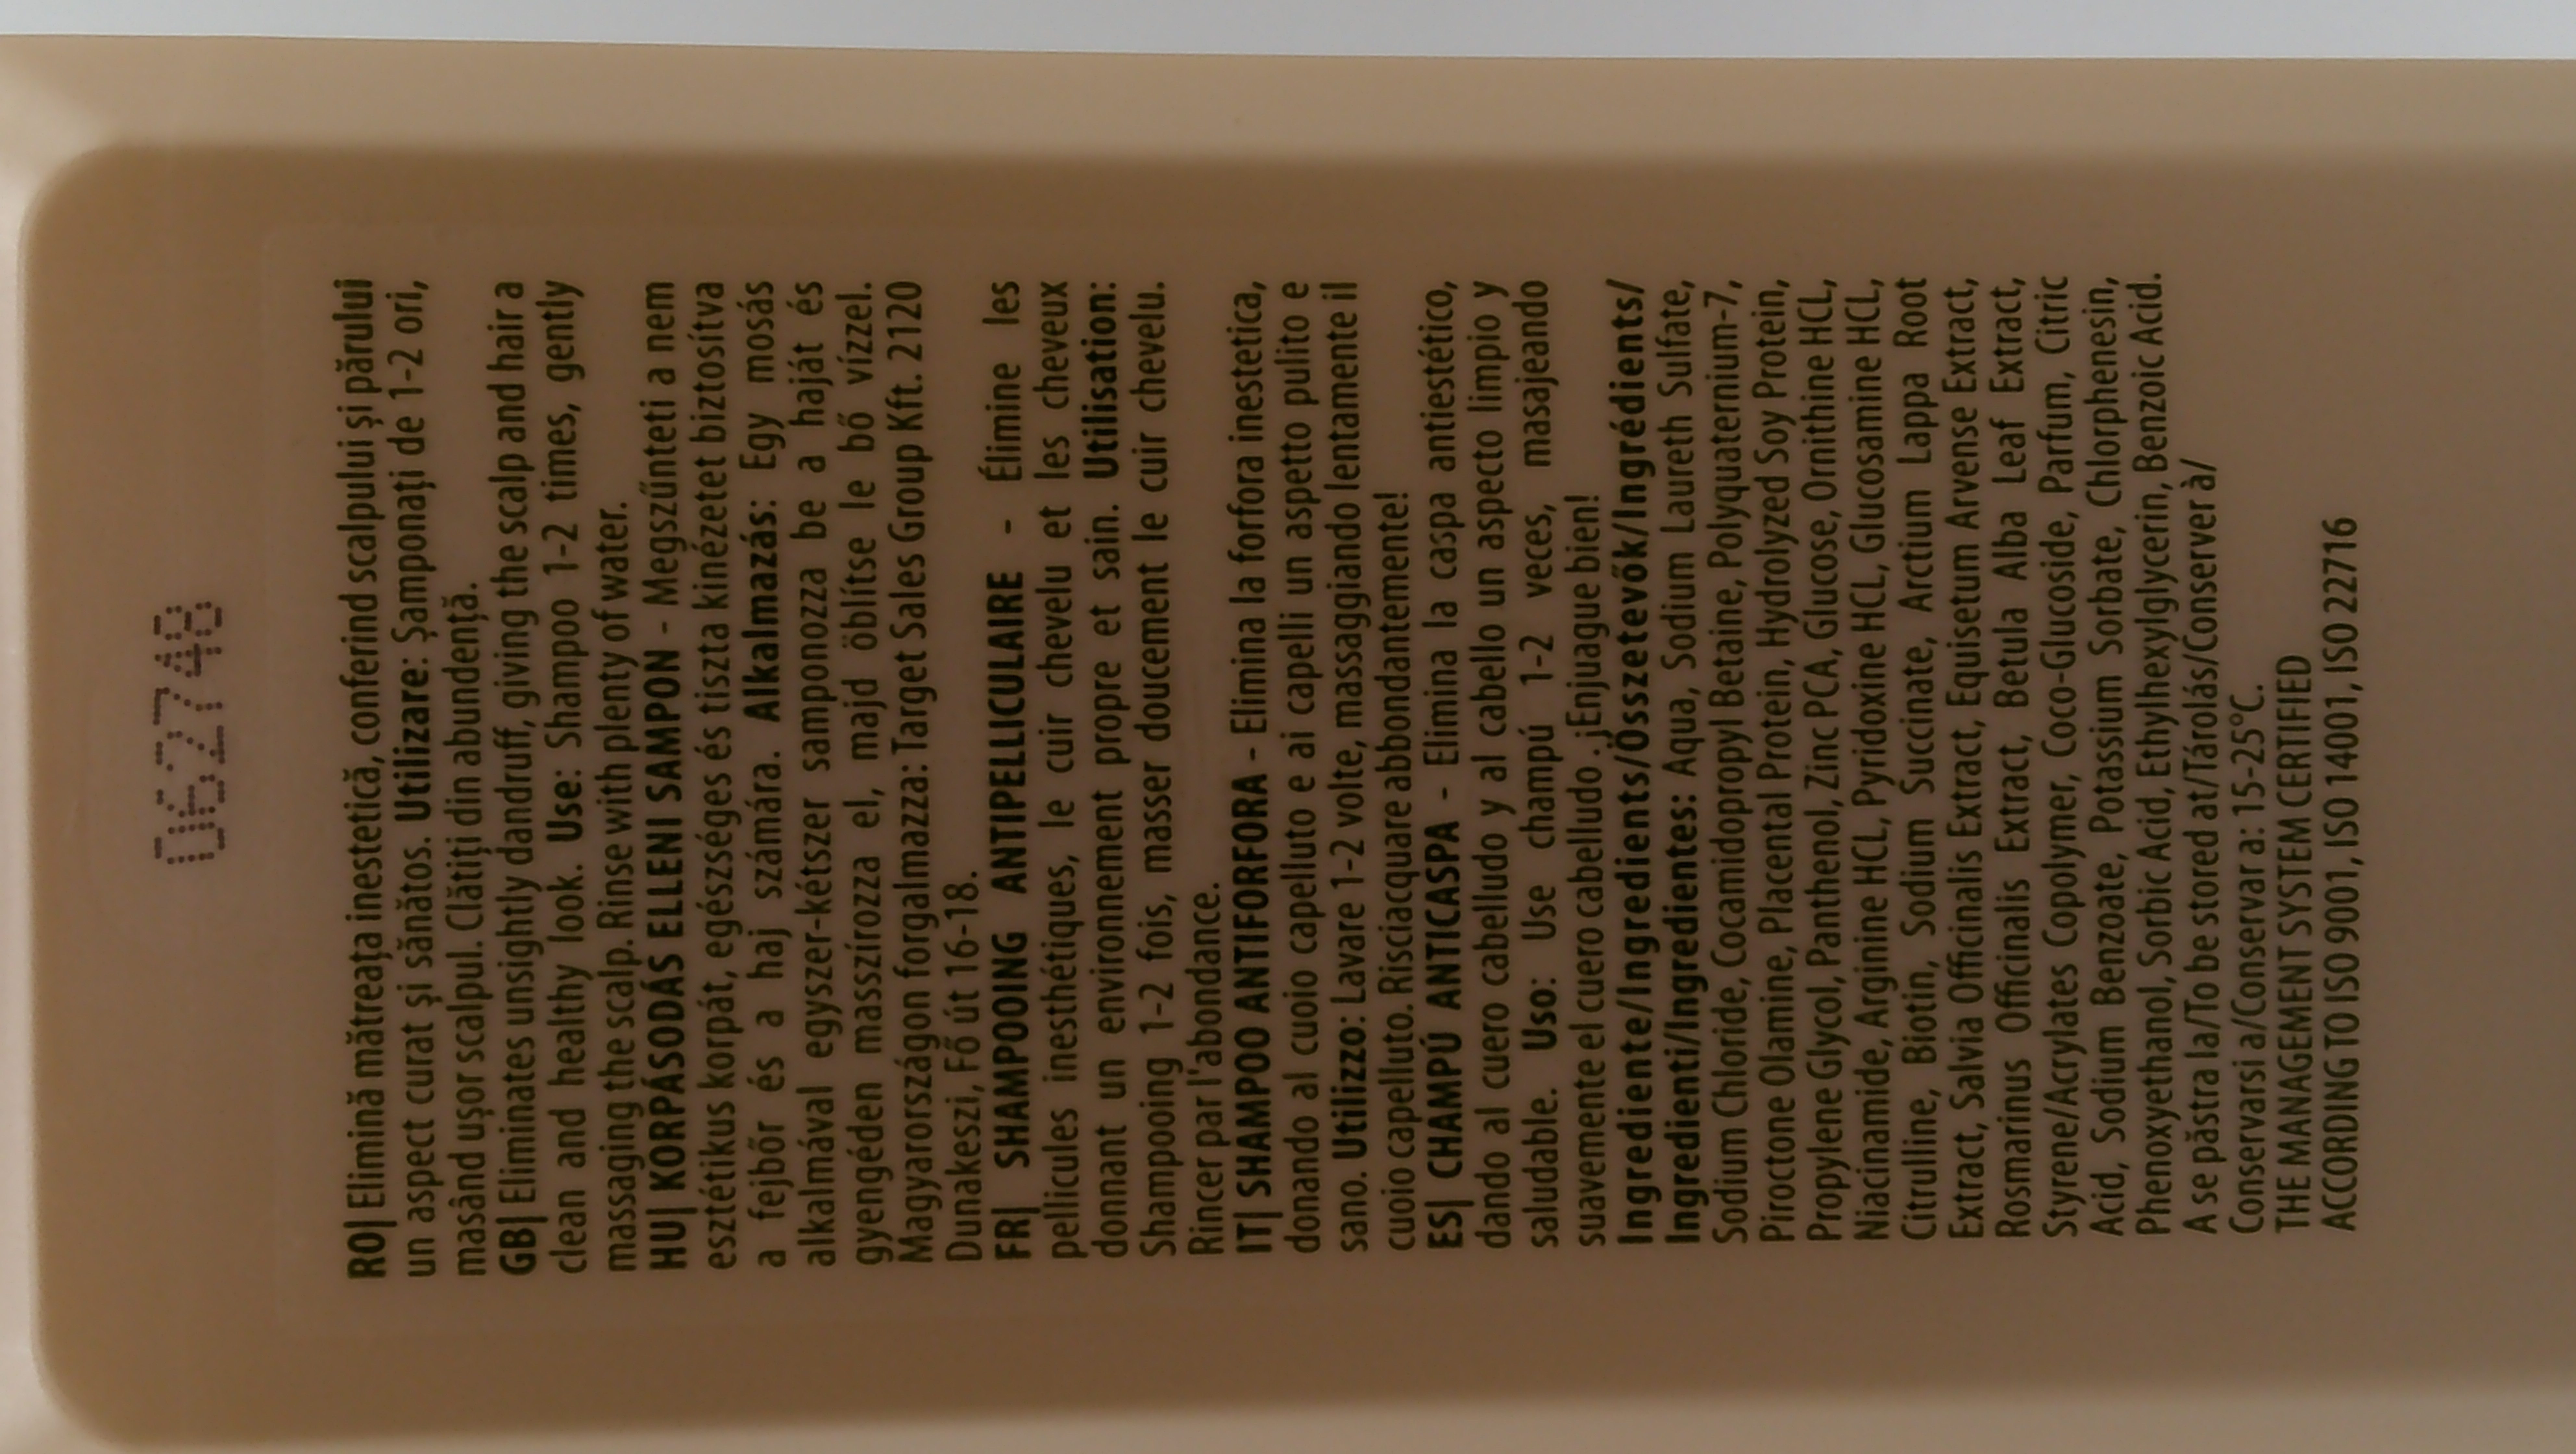 062748
RO| Elimină mătreața inestetică, conferind scalpului și părului
un aspect curat și sănătos. Utilizare: Șamponați de 1-2 ori,
masând ușor scalpul. Clătiți din abundență.
GB| Eliminates unsightly dandruff, giving the scalp and hair a
clean and healthy look. Use: Shampoo 1-2 times, gently
massaging the scalp. Rinse with plenty of water.
HU| KORPÁSODÁS ELLENI SAMPON - Megszűnteti a nem
esztétikus korpát, egészséges és tiszta kinézetet biztosítva
a fejbőr és a haj számára. Alkalmazás: Egy mosás
alkalmával egyszer-kétszer samponozza be a haját és
gyengéden masszírozza el, majd öblítse le bő vízzel.
Magyarországon forgalmazza: Target Sales Group Kft. 2120
Dunakeszi, Fő út 16-18.
FR| SHAMPOOING ANTIPELLICULAIRE - Élimine les
pellicules inesthétiques, le cuir chevelu et les cheveux
donnant un environnement propre et sain. Utilisation:
Shampooing 1-2 fois, masser doucement le cuir chevelu.
Rincer par l'abondance.
IT| SHAMPOO ANTIFORFORA - Elimina la forfora inestetica,
donando al cuoio capelluto e ai capelli un aspetto pulito e
sano. Utilizzo: Lavare 1-2 volte, massaggiando lentamente il
cuoio capelluto. Risciacquare abbondantemente!
ES| CHAMPÚ ANTICASPA - Elimina la caspa antiestético,
dando al cuero cabelludo y al cabello un aspecto limpio y
saludable. Uso: Use champú 1-2 veces, masajeando
suavemente el cuero cabelludo. ¡Enjuague bien!
Ingrediente/Ingredients/Összetevők/Ingrédients/
Ingredienti/Ingredientes: Aqua, Sodium Laureth Sulfate,
Sodium Chloride, Cocamidopropyl Betaine, Polyquaternium-7,
Piroctone Olamine, Placental Protein, Hydrolyzed Soy Protein,
Propylene Glycol, Panthenol, Zinc PCA, Glucose, Ornithine HCL,
Niacinamide, Arginine HCL, Pyridoxine HCL, Glucosamine HCL,
Citrulline, Biotin, Sodium Succinate, Arctium Lappa Root
Extract, Salvia Officinalis Extract, Equisetum Arvense Extract,
Rosmarinus Officinalis Extract, Betula Alba Leaf Extract,
Styrene/Acrylates Copolymer, Coco-Glucoside, Parfum, Citric
Acid, Sodium Benzoate, Potassium Sorbate, Chlorphenesin,
Phenoxyethanol, Sorbic Acid, Ethylhexylglycerin, Benzoic Acid.
A se păstra la/To be stored at/Tárolás/Conserver à/
Conservarsi a/Conservar a: 15-25°C.
THE MANAGEMENT SYSTEM CERTIFIED
ACCORDING TO ISO 9001, ISO 14001, ISO 22716